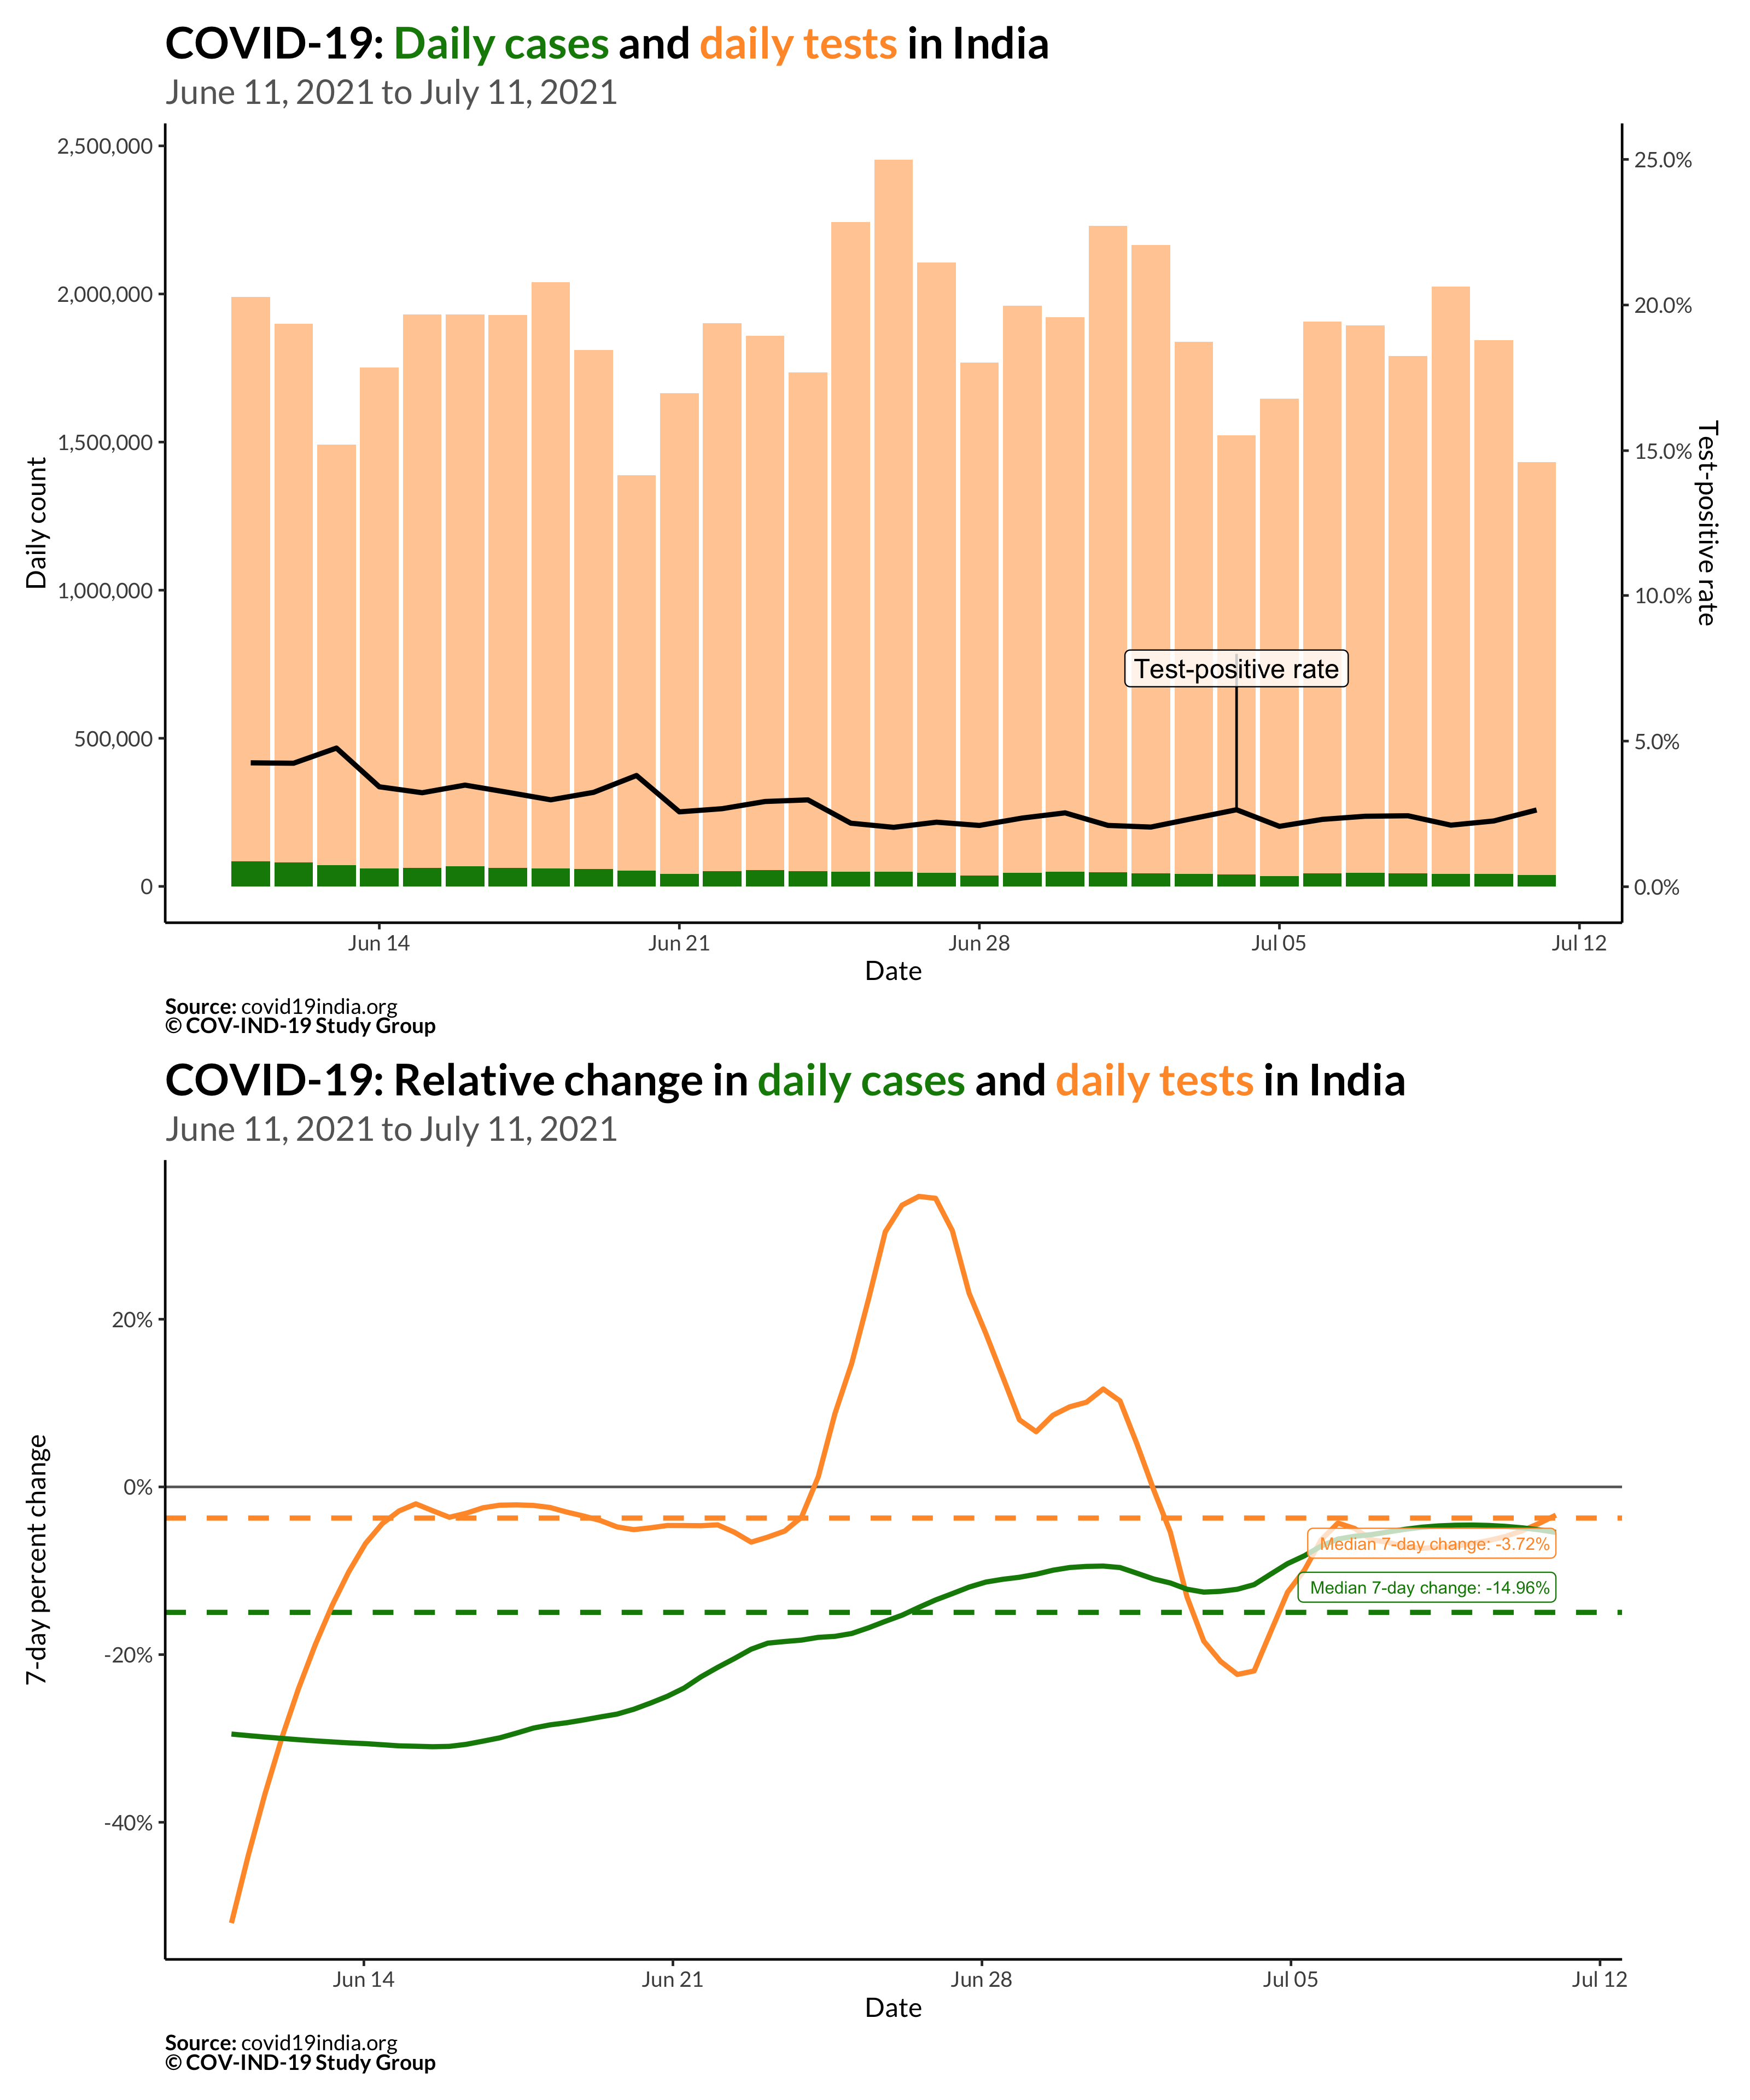 COVID-19: Daily cases and daily tests in India
June 11, 2021 to July 11, 2021
2,500,000
2,000,000
1,500,000
1,000,000
500,000
0
Daily count
25.0%
20.0%
15.0%
10.0%
5.0%
0.0%
Test-positive rate
Test-positive rate
Jun 14
Jun 21
Jun 28
Jul 05
Jul 12
Date
Source: covid19india.org
© COV-IND-19 Study Group
COVID-19: Relative change in daily cases and daily tests in India
June 11, 2021 to July 11, 2021
20%
0%
-20%
-40%
7-day percent change
Median 7-day change: -3.72%
Median 7-day change: -14.96%
Jun 14
Jun 21
Jun 28
Jul 05
Jul 12
Date
Source: covid19india.org
© COV-IND-19 Study Group